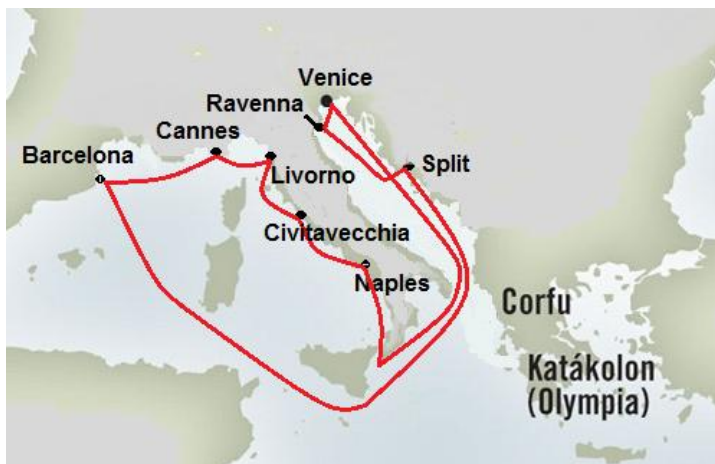 Venice
Ravenna
Cannes
Barcelona
Split
Livorno
Civitavecchia
Naples
Corfu
Katákolon
(Olympia)